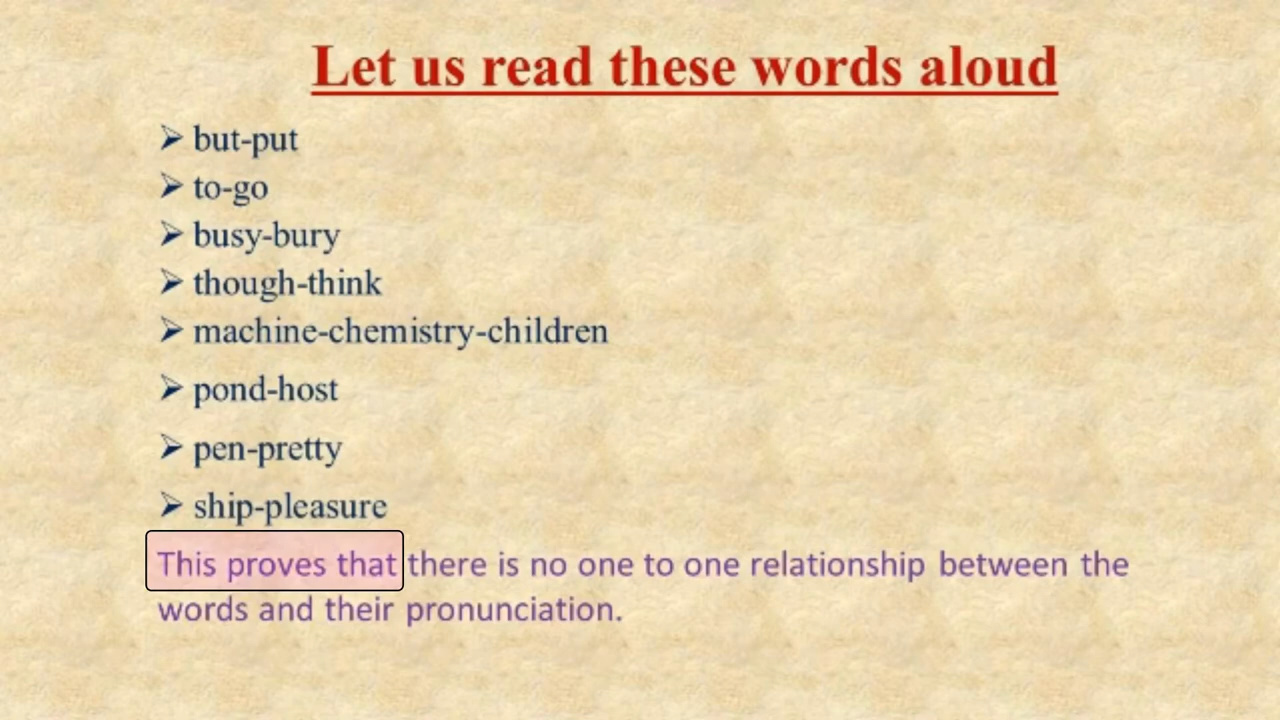 Let us read these words aloud
➢ but-put
➢ to-go
➢ busy-bury
➢ though-think
➢ machine-chemistry-children
➢ pond-host
➢ pen-pretty
➢ ship-pleasure
This proves that there is no one to one relationship between the
words and their pronunciation.